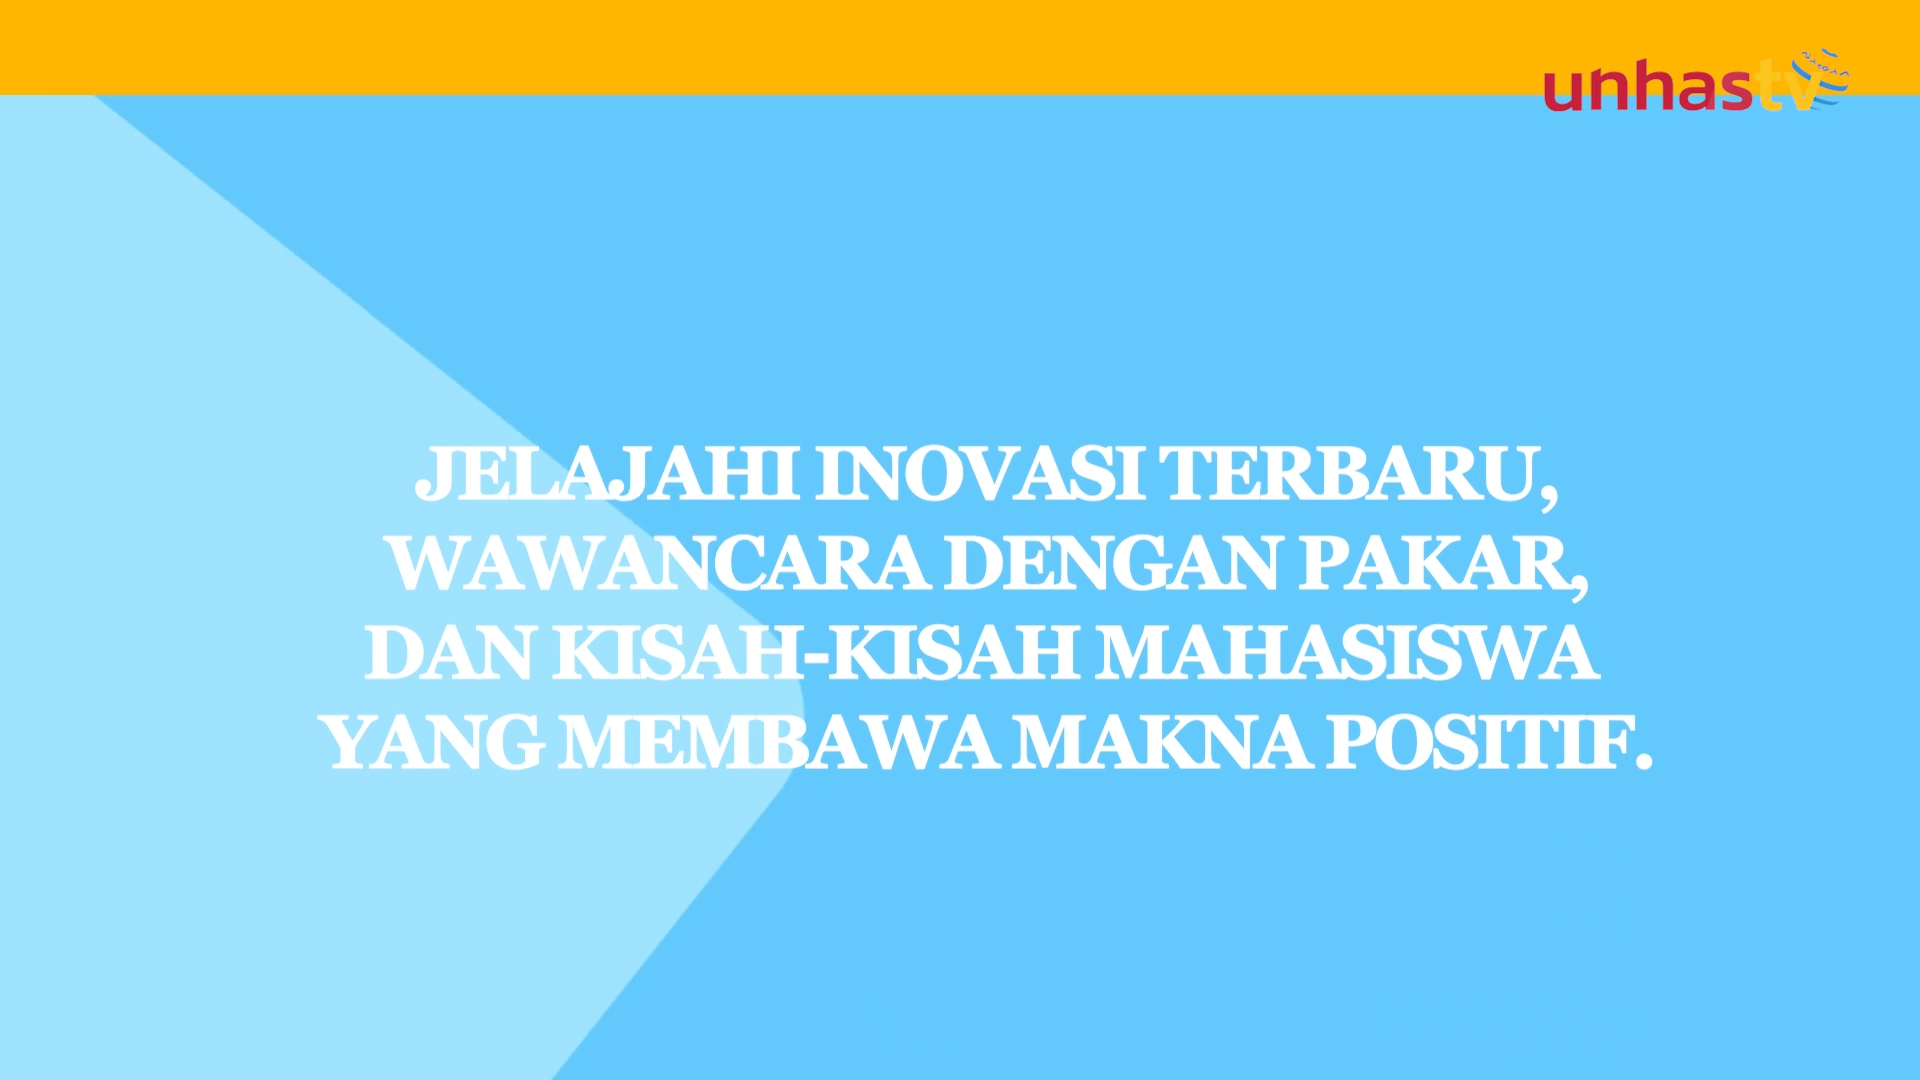 unhastv
JELAJAHI INOVASI TERBARU,
WAWANCARA DENGAN PAKAR,
DAN KISAH-KISAH MAHASISWA
YANG MEMBAWA MAKNA POSITIF.